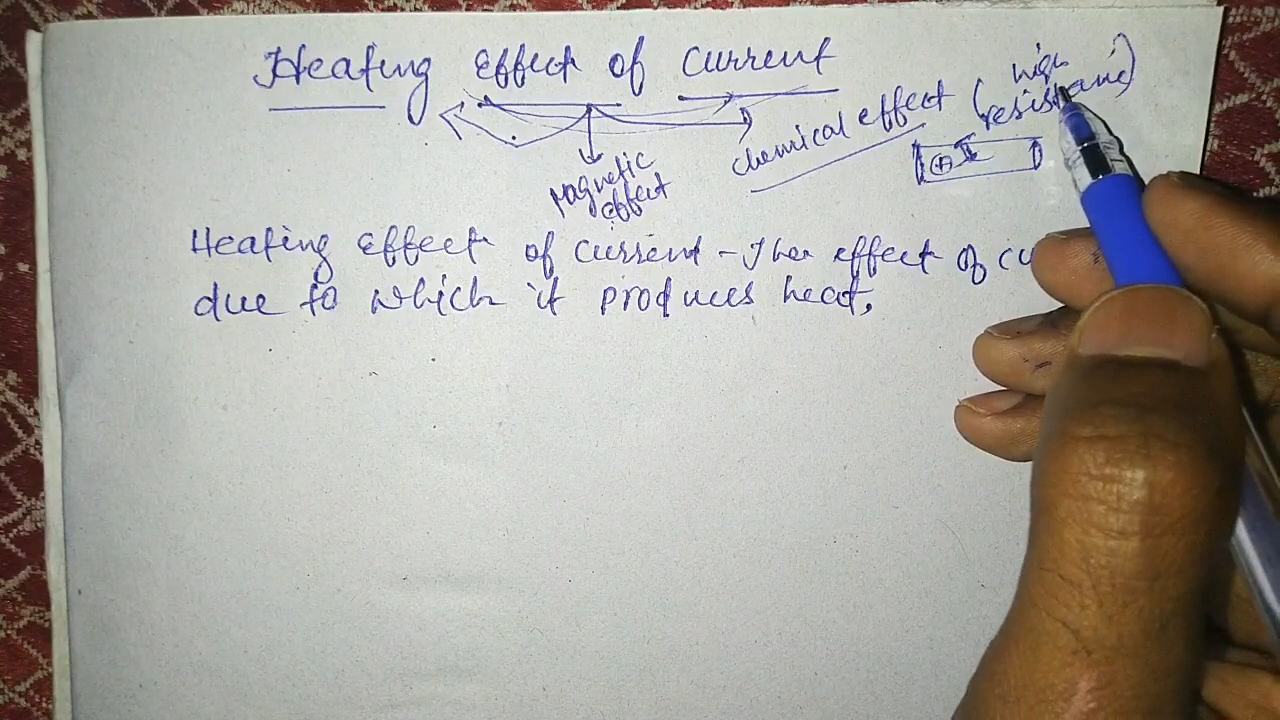 Heating Effect of current
chemical effect (high
resistance)
Magnetic
effect
Heating effect of current - The effect of cu
due to which it produces heat,